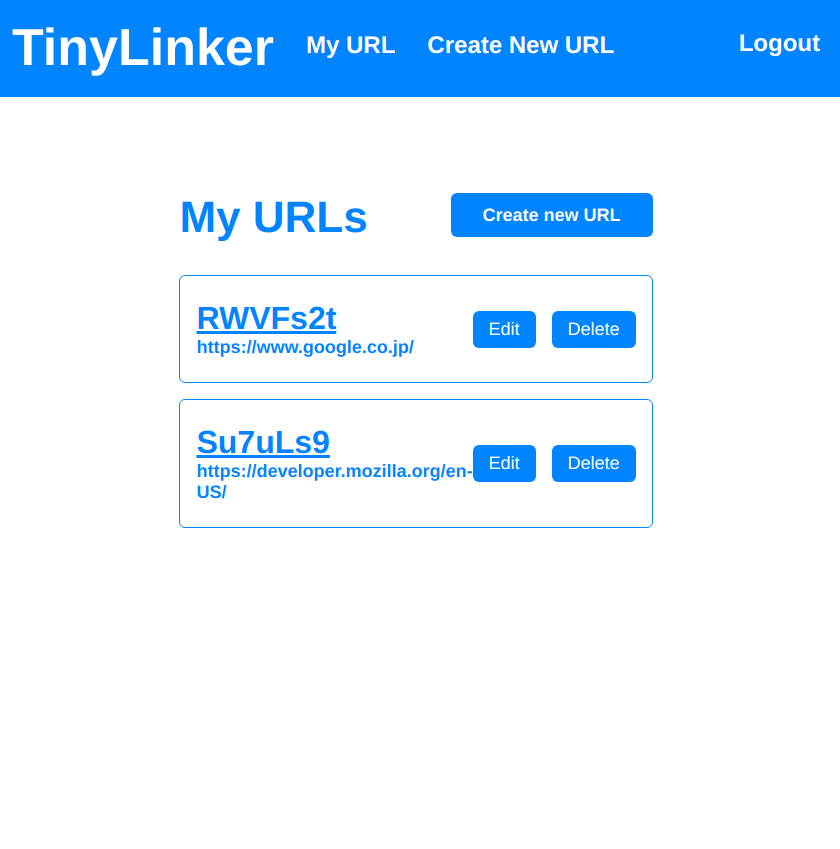 TinyLinker My URL Create New URL Logout
My URLs Create new URL
RWVFs2t
https://www.google.co.jp/
Edit Delete
Su7uLs9
https://developer.mozilla.org/en-
US/
Edit Delete